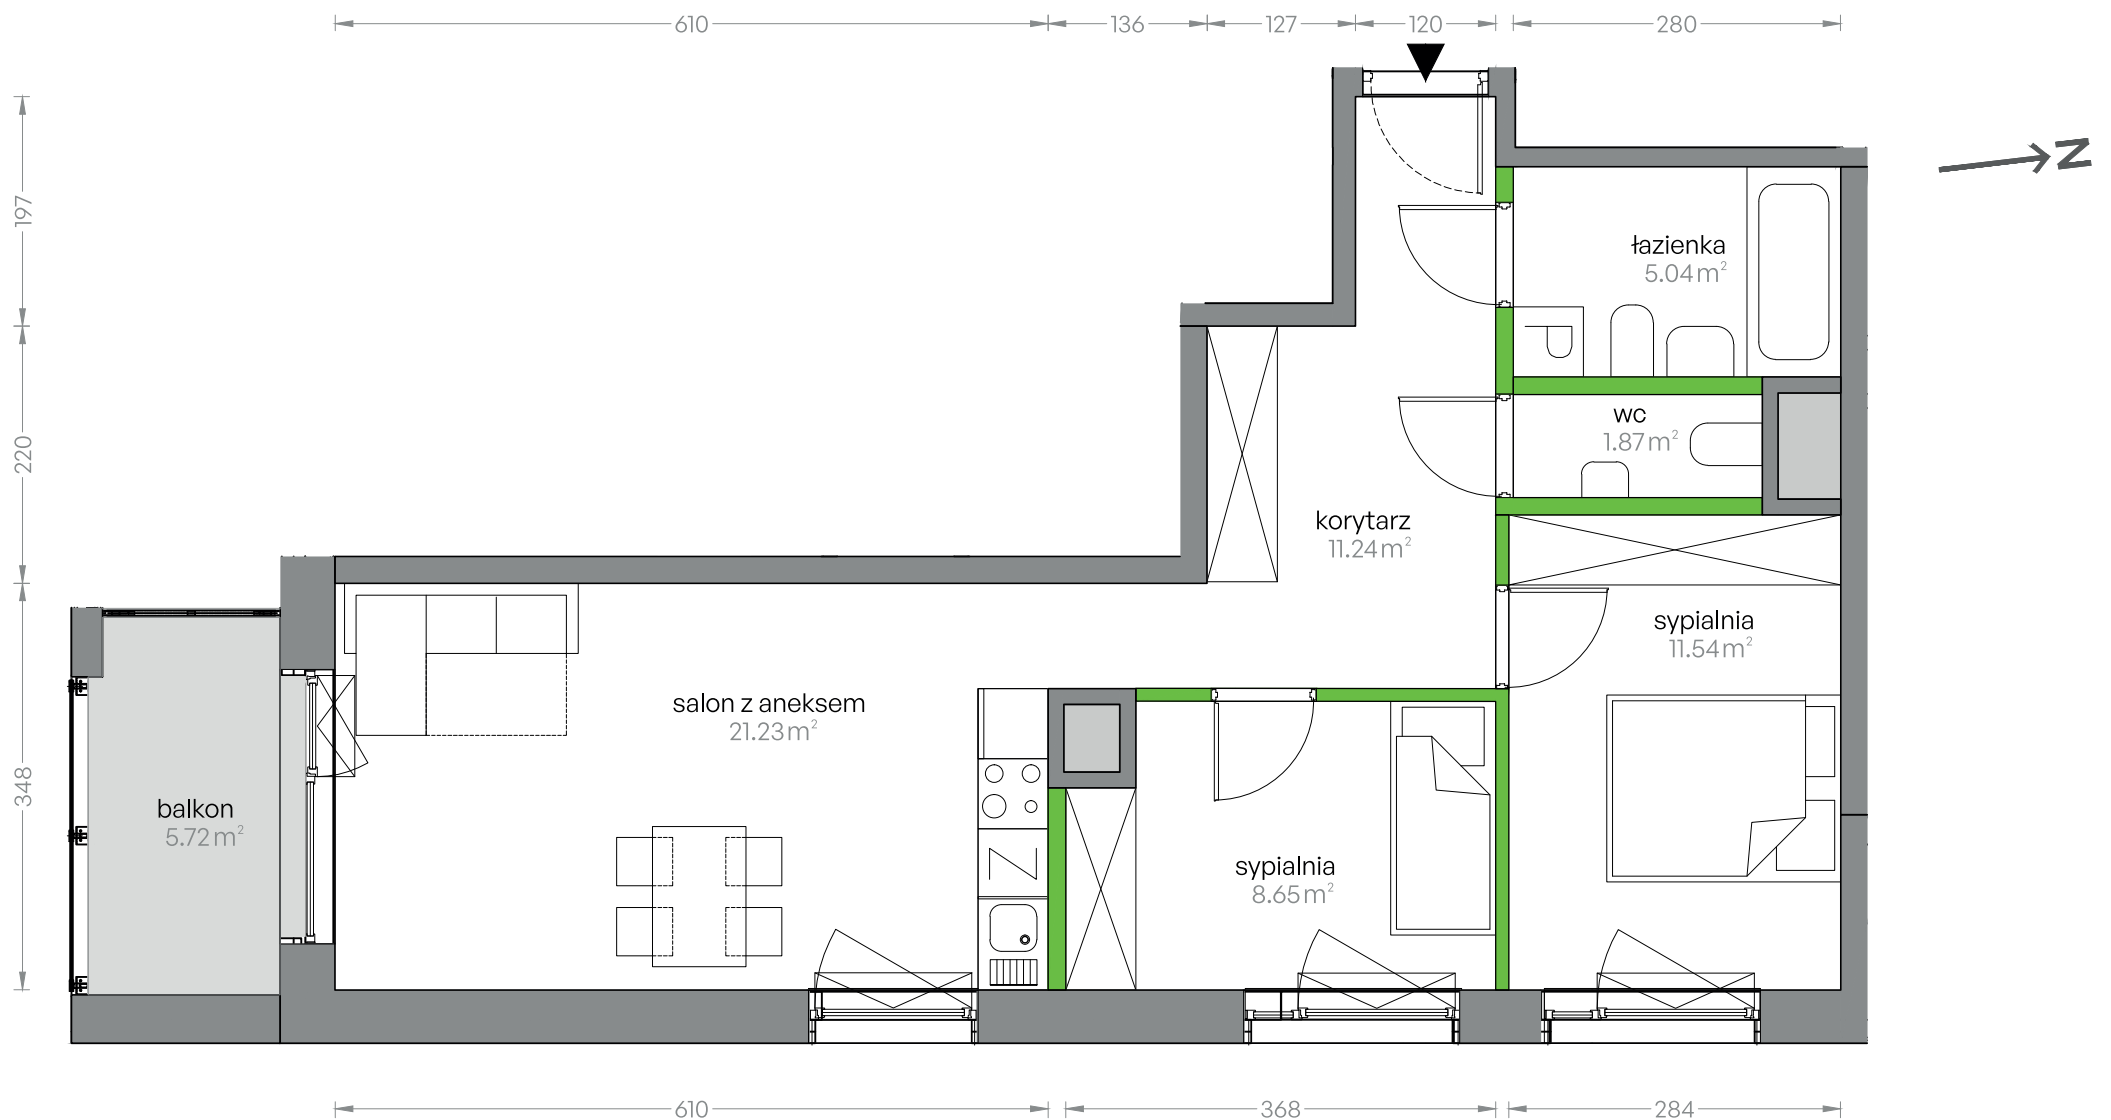 610
136
127
120
280
N
197
220
348
łazienka
5.04 m²
wc
1.87 m²
korytarz
11.24 m²
sypialnia
11.54 m²
salon z aneksem
21.23 m²
balkon
5.72 m²
sypialnia
8.65 m²
610
368
284